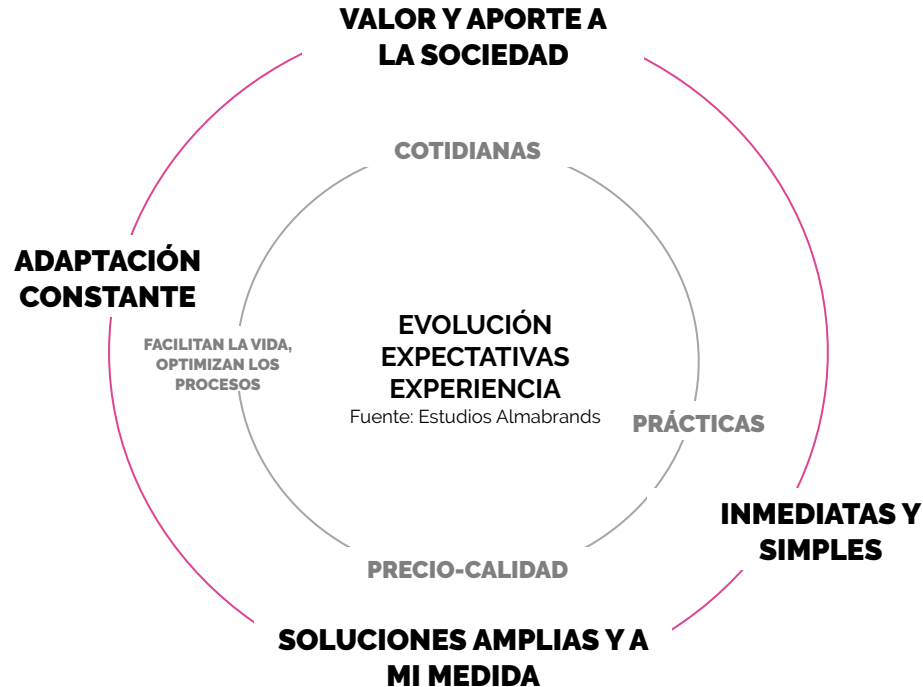 VALOR Y APORTE A
LA SOCIEDAD
COTIDIANAS
ADAPTACIÓN
CONSTANTE
FACILITAN LA VIDA,
OPTIMIZAN LOS
PROCESOS
EVOLUCIÓN
EXPECTATIVAS
EXPERIENCIA
Fuente: Estudios Almabrands
PRÁCTICAS
INMEDIATAS Y
SIMPLES
PRECIO-CALIDAD
SOLUCIONES AMPLIAS Y A
MI MEDIDA